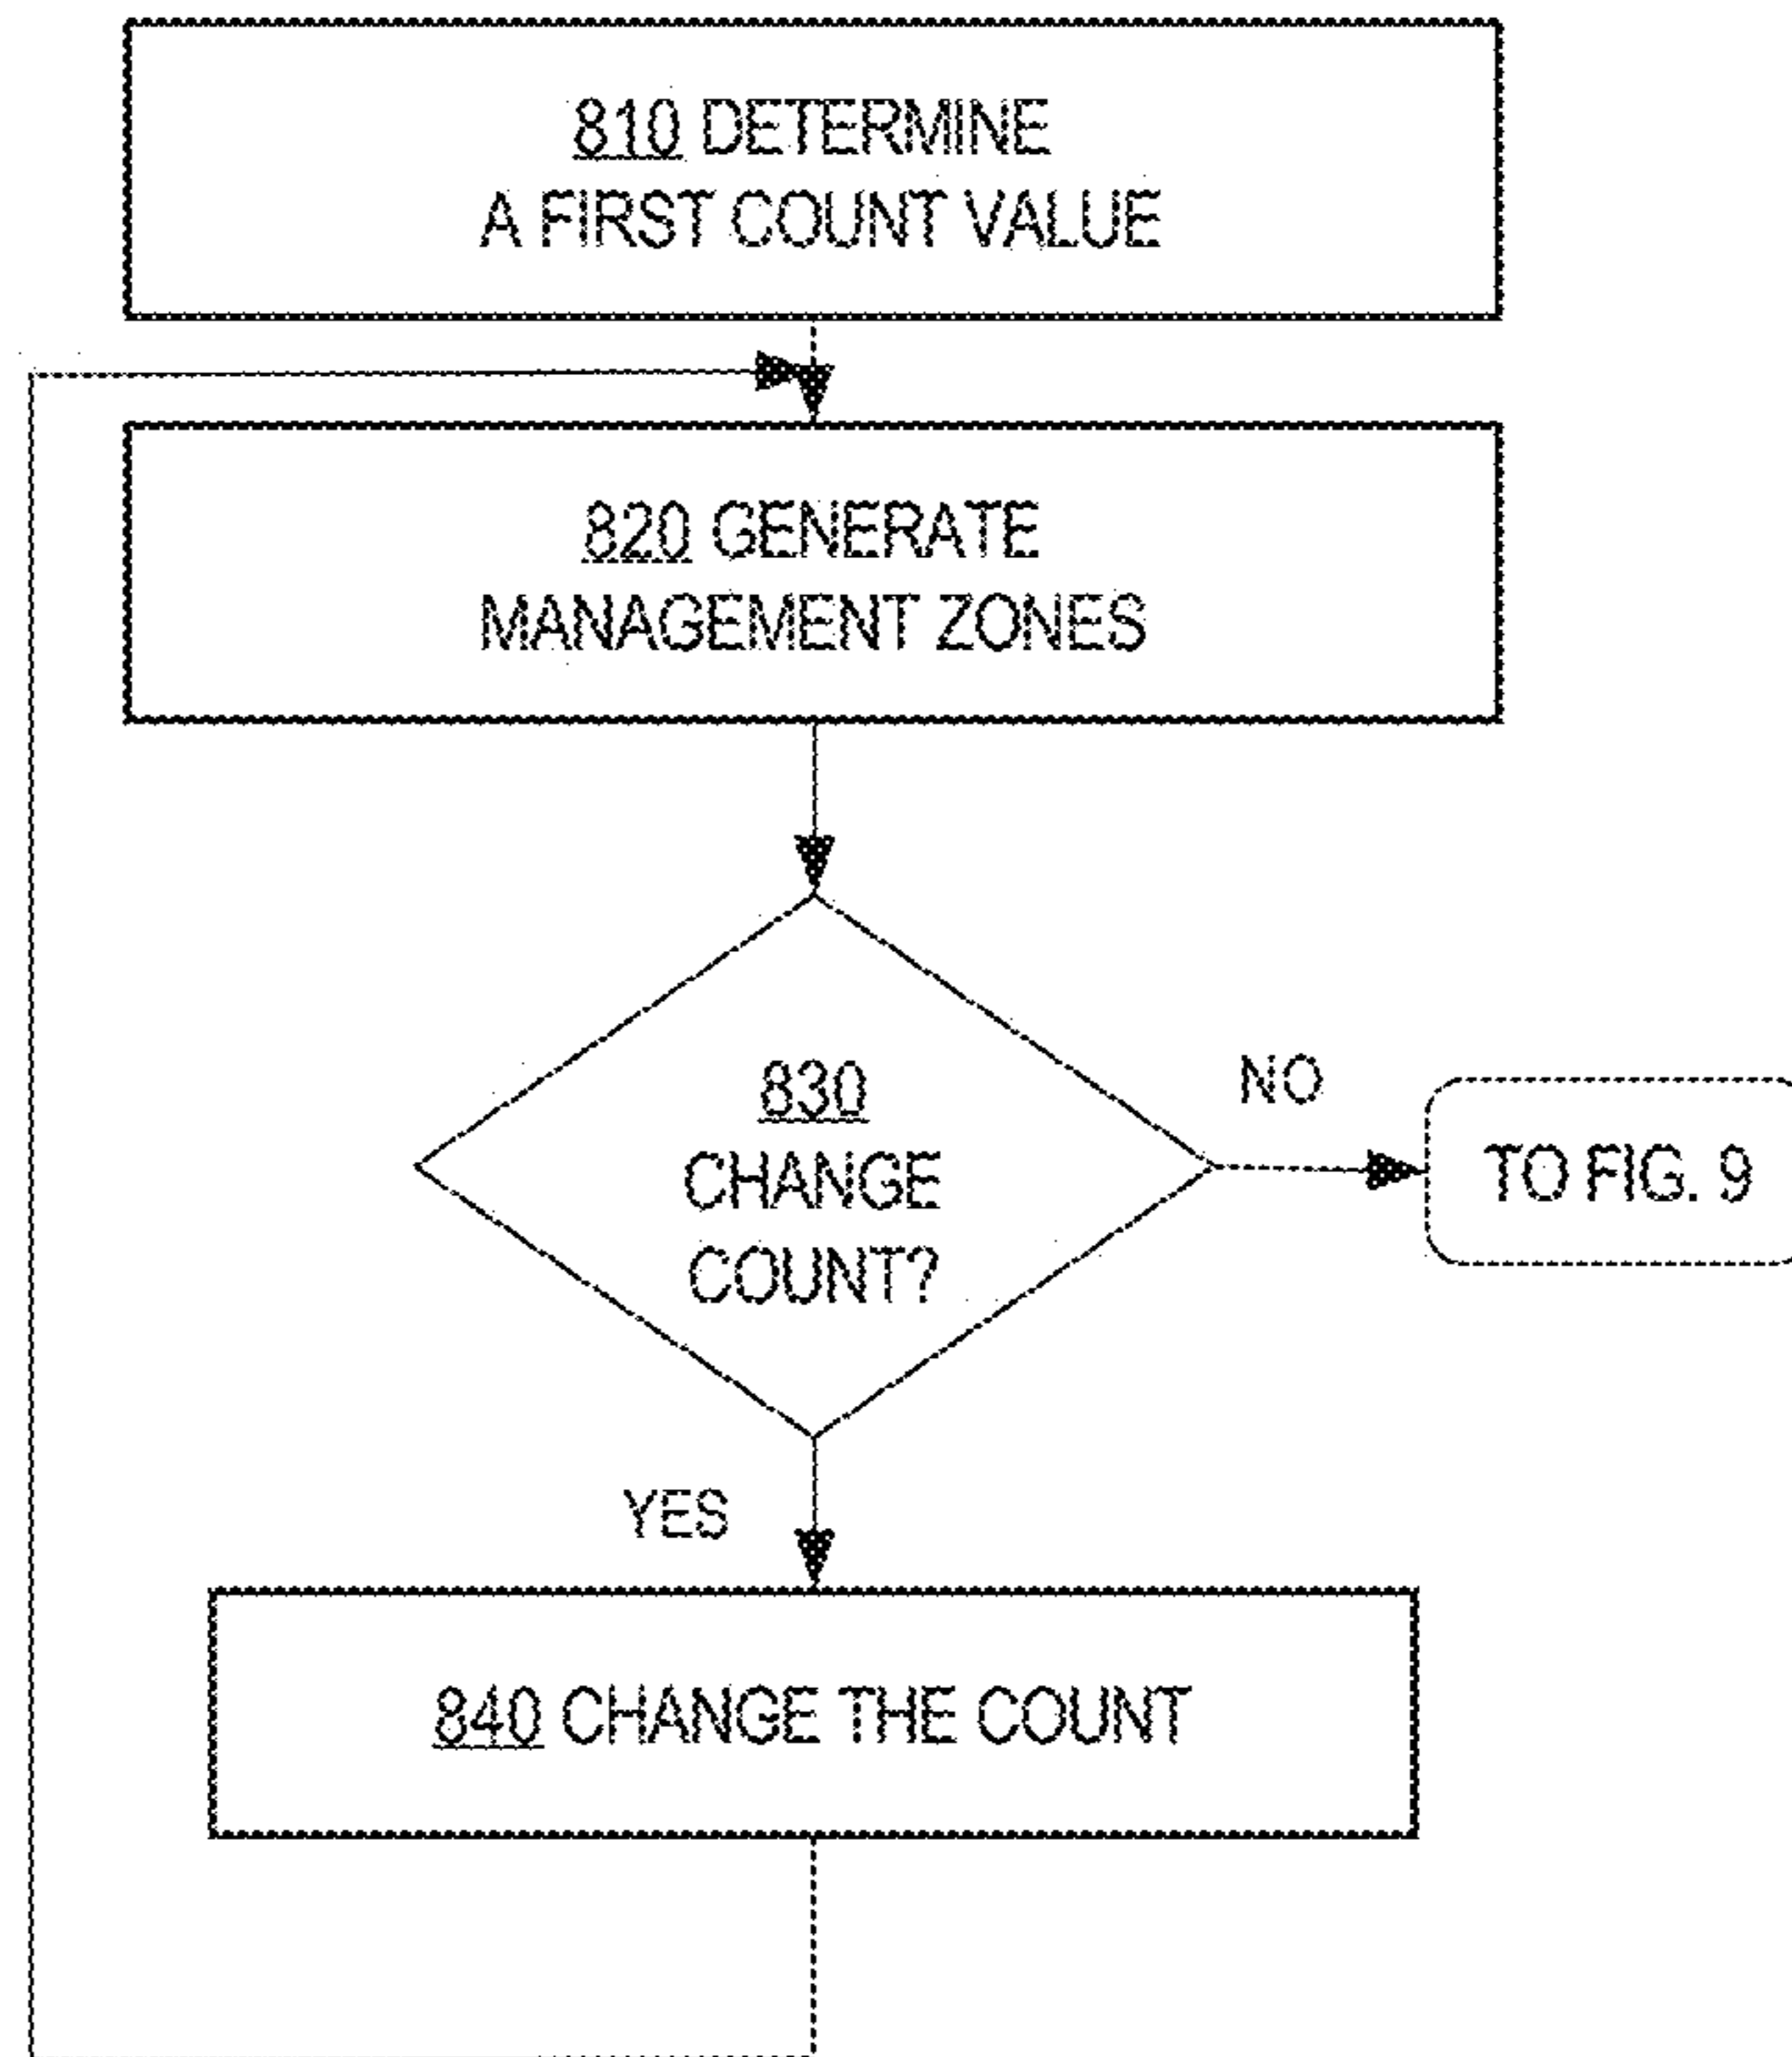 810 DETERMINE
A FIRST COUNT VALUE
820 GENERATE
MANAGEMENT ZONES
830
CHANGE
COUNT?
NO
TO FIG. 9
YES
840 CHANGE THE COUNT